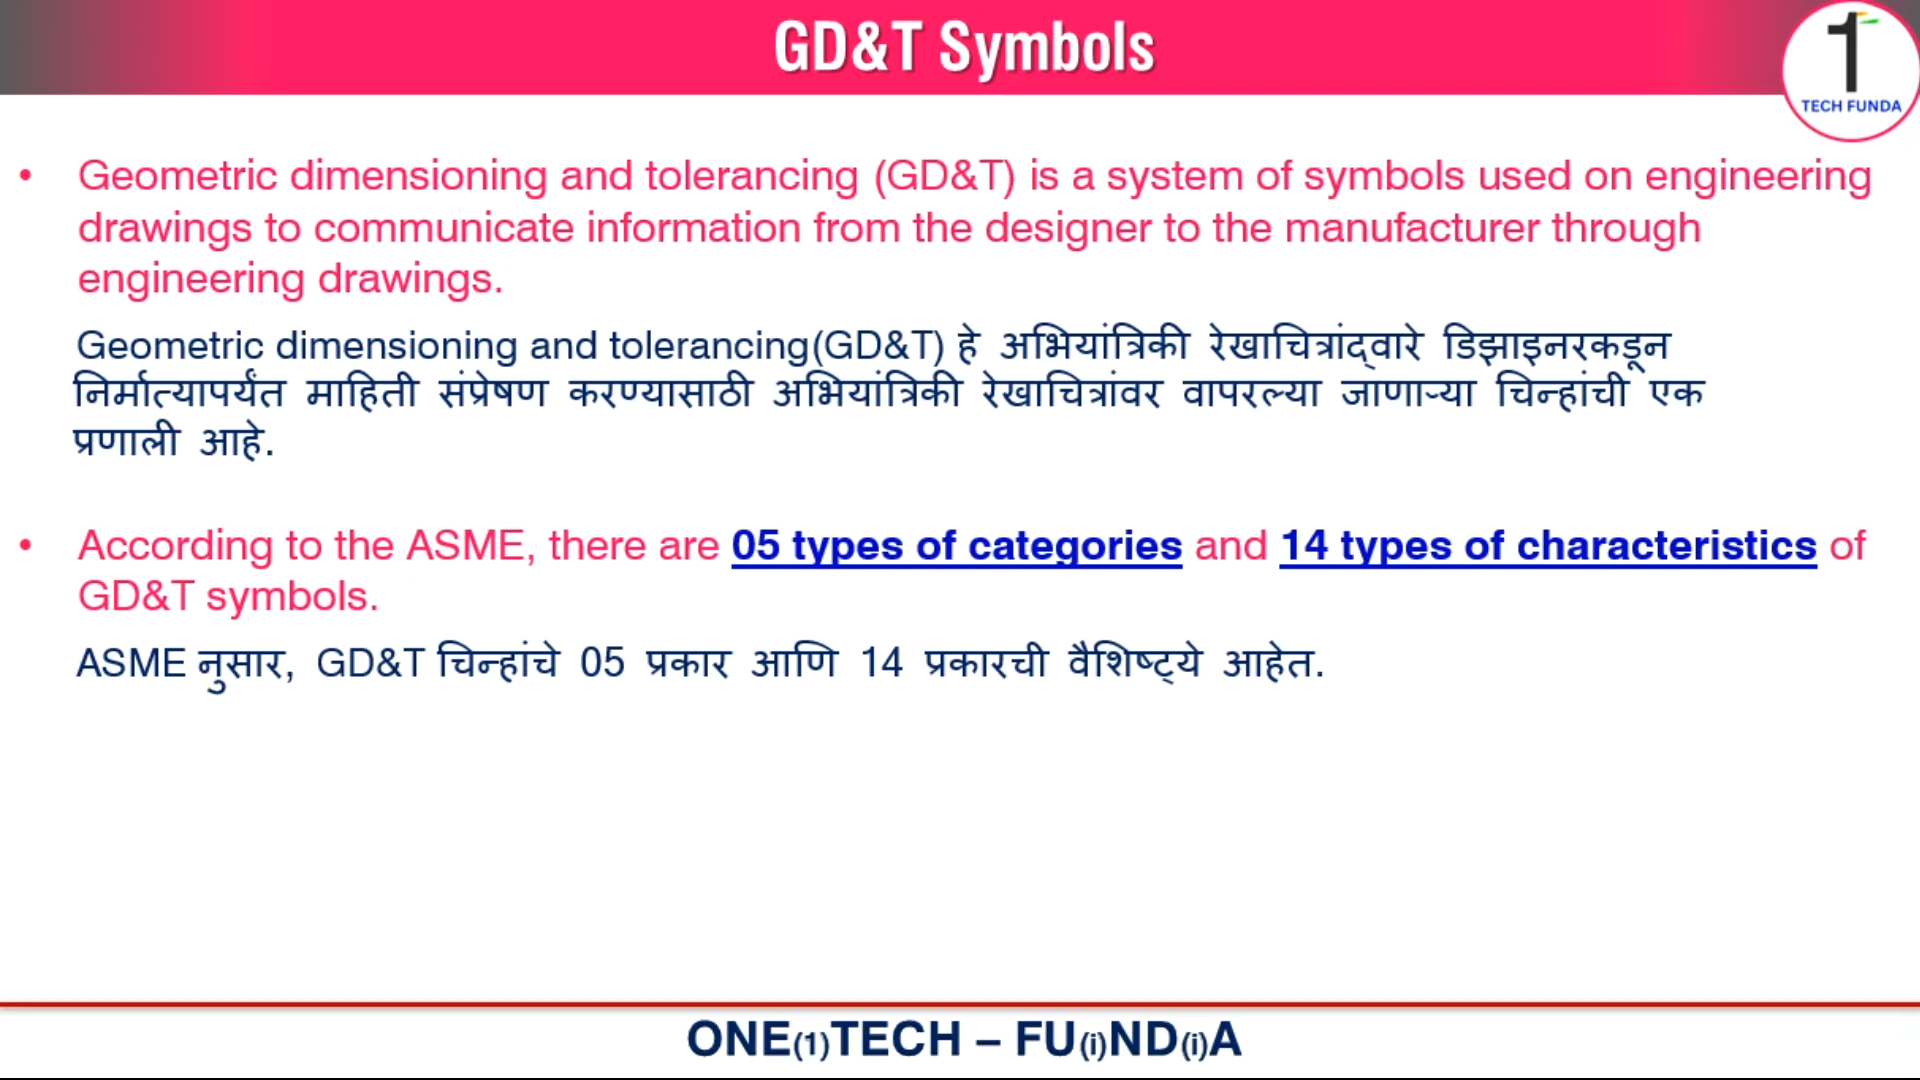 GD&T Symbols
1
TECH FUNDA
• Geometric dimensioning and tolerancing (GD&T) is a system of symbols used on engineering
drawings to communicate information from the designer to the manufacturer through
engineering drawings.
Geometric dimensioning and tolerancing(GD&T) हे अभियांत्रिकी रेखाचित्रांद्वारे डिझाइनरकडून
निर्मात्यापर्यंत माहिती संप्रेषण करण्यासाठी अभियांत्रिकी रेखाचित्रांवर वापरल्या जाणाऱ्या चिन्हांची एक
प्रणाली आहे.
• According to the ASME, there are 05 types of categories and 14 types of characteristics of
GD&T symbols.
ASME नुसार, GD&T चिन्हांचे 05 प्रकार आणि 14 प्रकारची वैशिष्ट्ये आहेत.
ONE(1)TECH – FU(i)ND(i)A